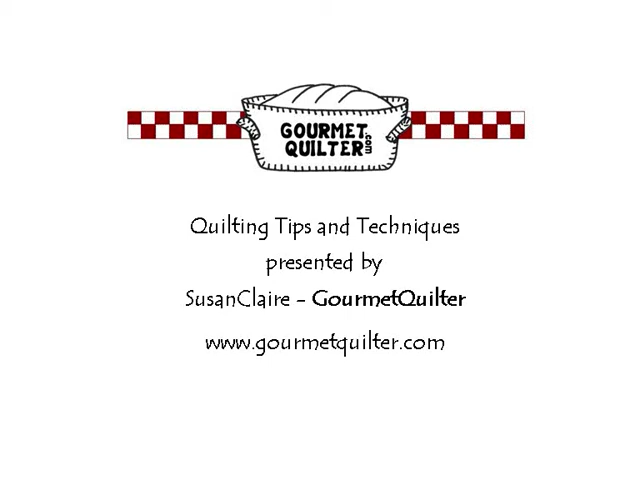 GOURMET
QUILTER
.com
Quilting Tips and Techniques
presented by
SusanClaire - GourmetQuilter
www.gourmetquilter.com